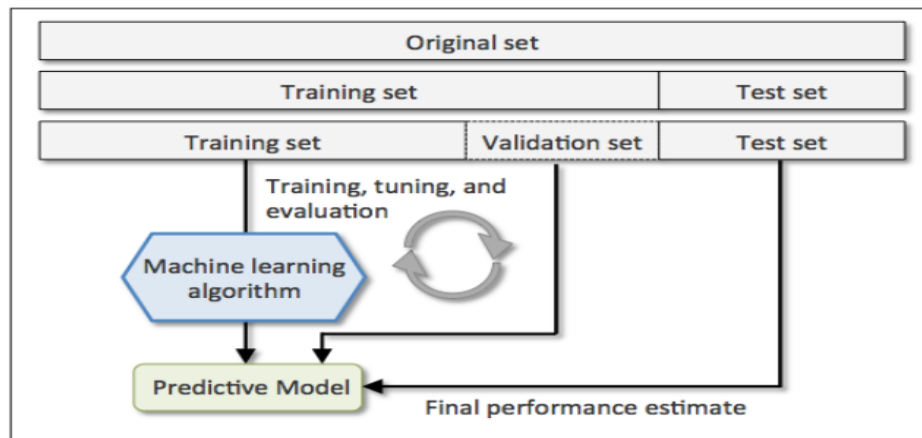 Original set
Training set
Test set
Training set
Validation set
Test set
Training, tuning, and
evaluation
Machine learning
algorithm
Predictive Model
Final performance estimate